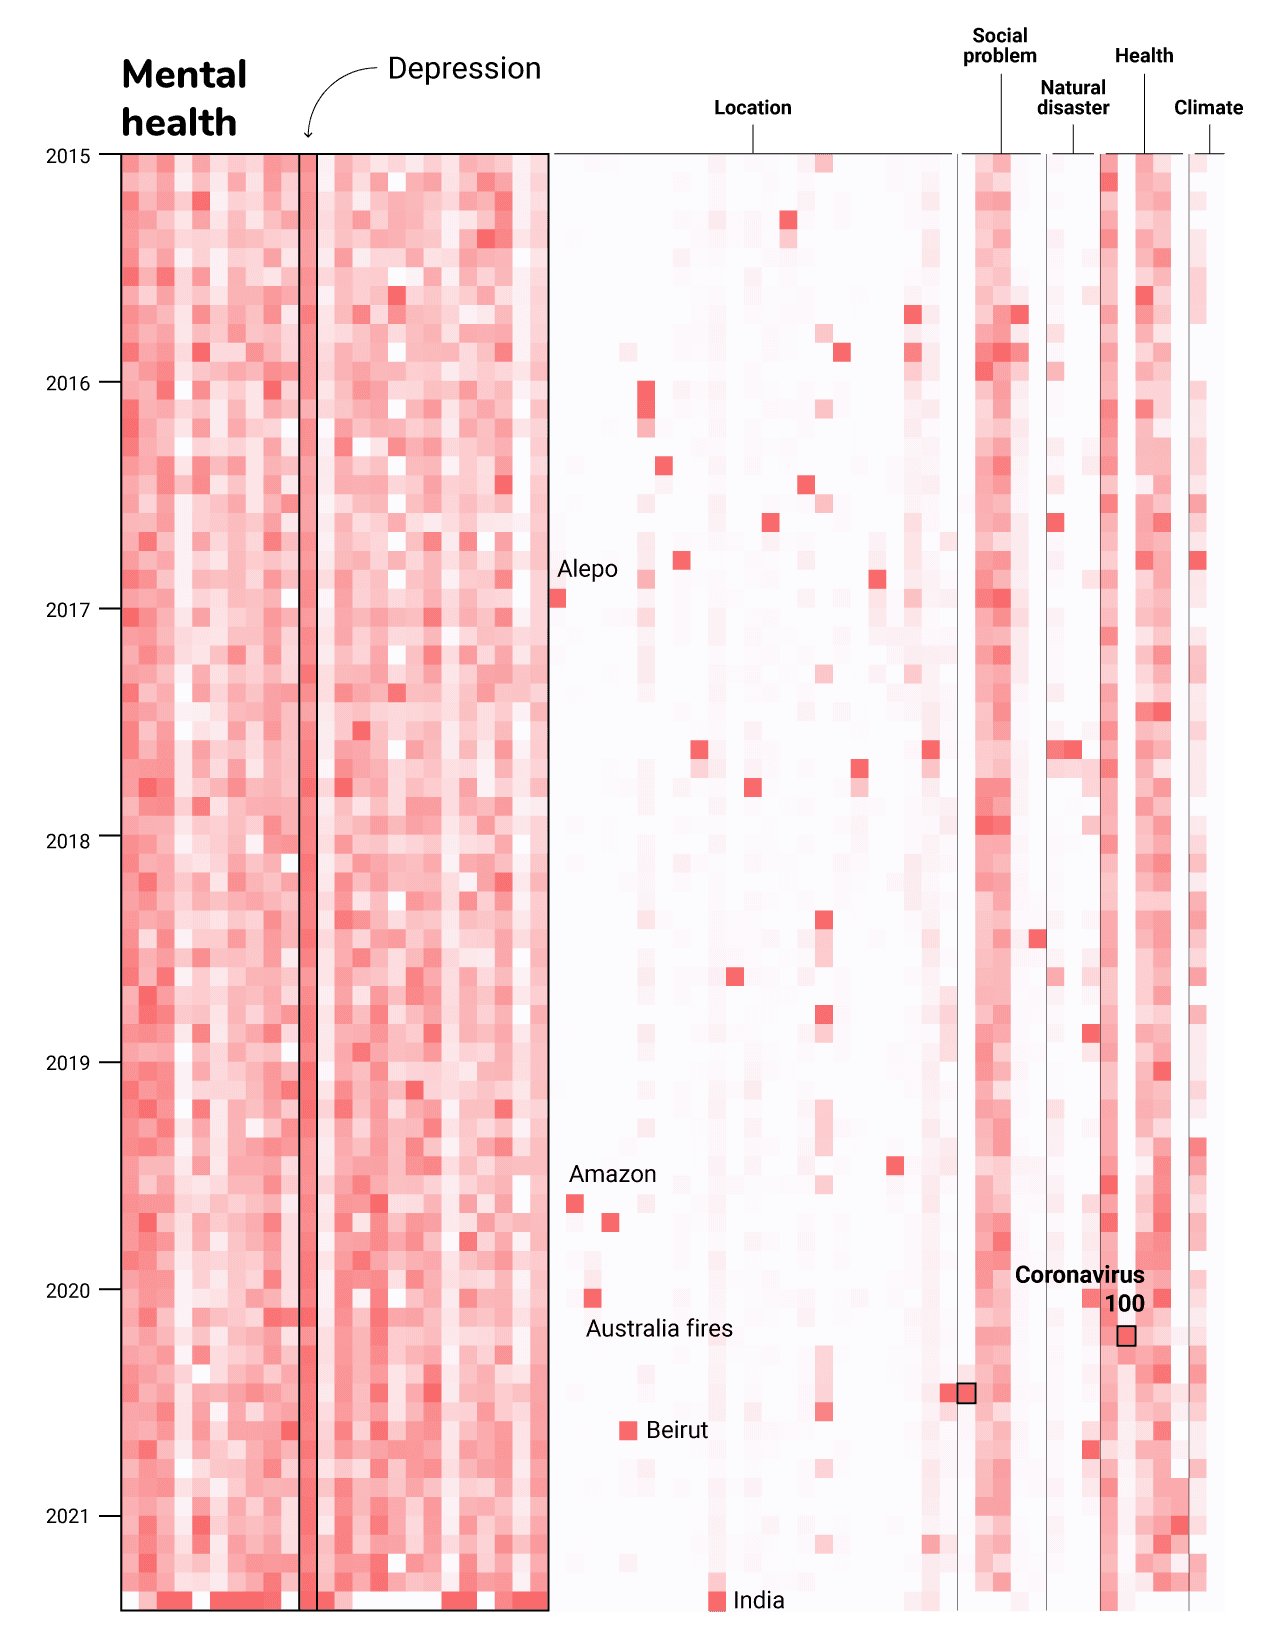 Mental
health
Depression
Location
Social
problem
Natural
disaster
Health
Climate
2015
2016
Alepo
2017
2018
2019
Amazon
Coronavirus
100
2020
Australia fires
Beirut
2021
India